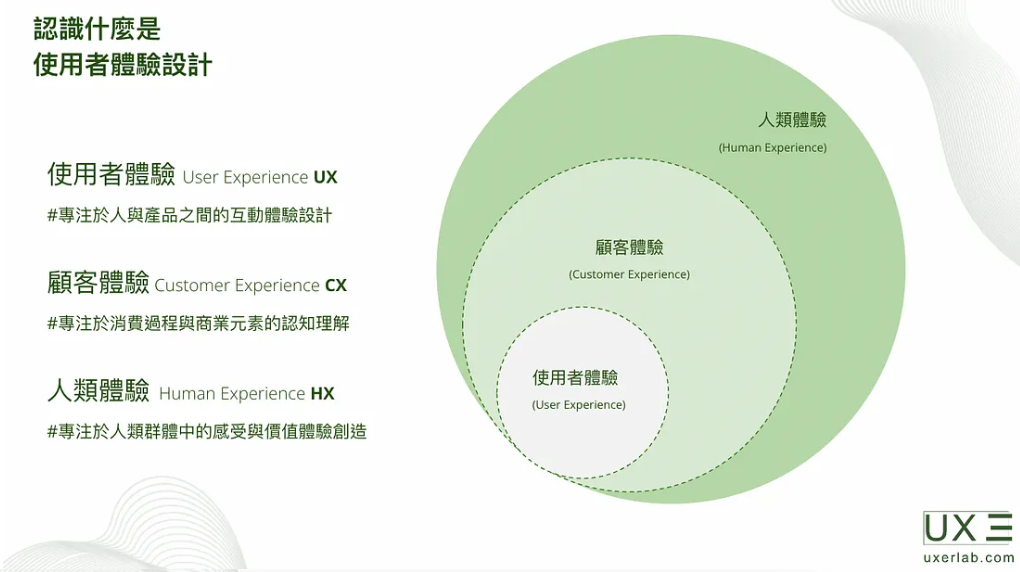 認識什麼是
使用者體驗設計
使用者體驗 User Experience UX
#專注於人與產品之間的互動體驗設計
顧客體驗 Customer Experience CX
#專注於消費過程與商業元素的認知理解
人類體驗 Human Experience HX
#專注於人類群體中的感受與價值體驗創造
人類體驗
(Human Experience)
顧客體驗
(Customer Experience)
使用者體驗
(User Experience)
UX
uxerlab.com